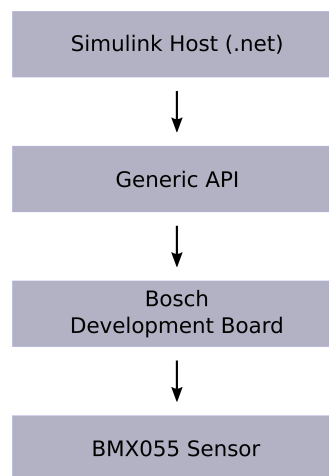 Simulink Host (.net)
Generic API
Bosch
Development Board
BMX055 Sensor